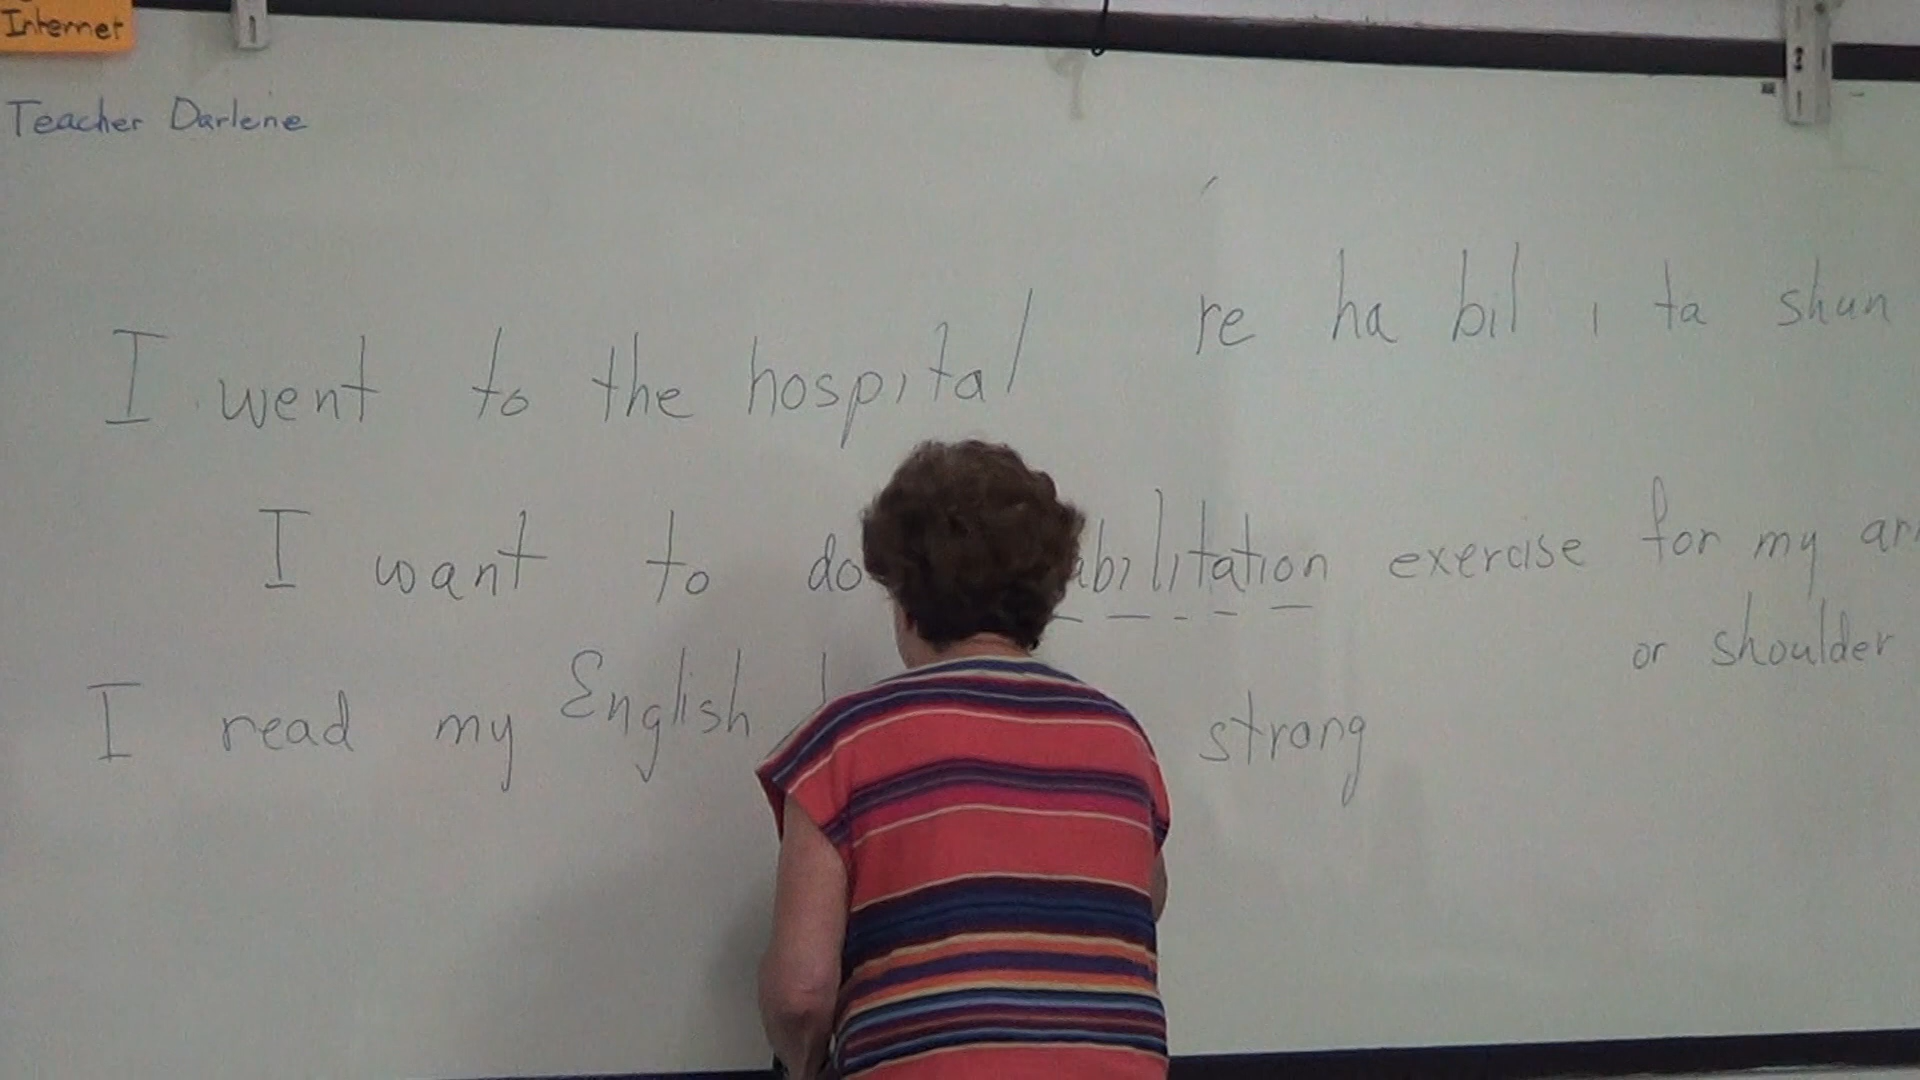 Internet
Teacher Darlene
re ha bil i ta shun
I went to the hospital
I want to do abilitation exercise for my ar
or shoulder
I read my English strong